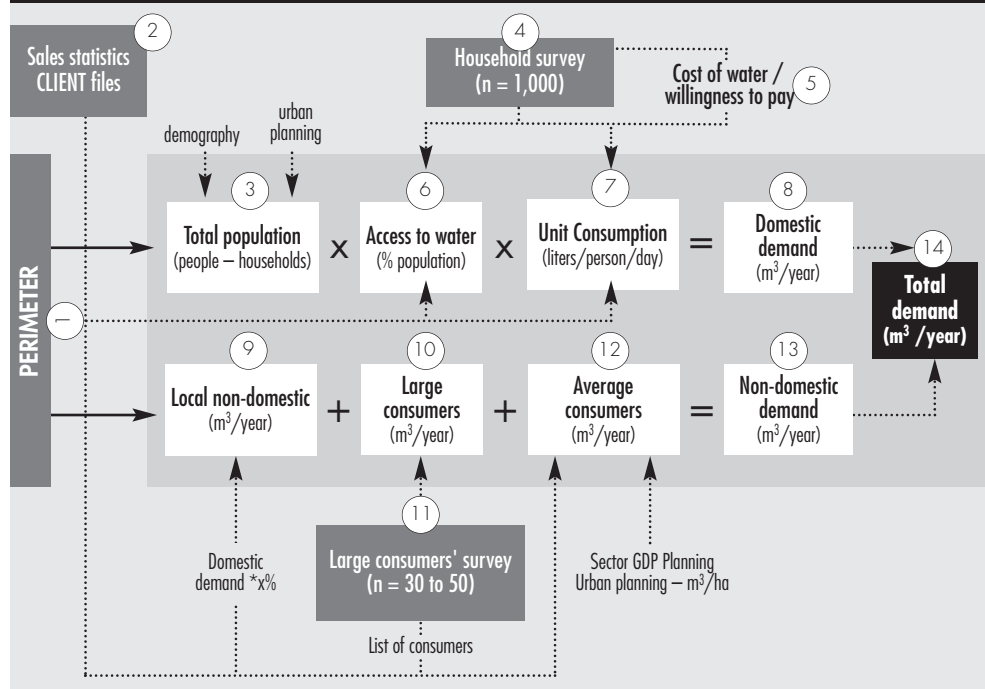 2
Sales statistics
CLIENT files
4
Household survey
(n = 1,000)
Cost of water /
willingness to pay
5
demography
urban
planning
PERIMETER
1
3
Total population
(people – households)
x
6
Access to water
(% population)
x
7
Unit Consumption
(liters/person/day)
=
8
Domestic
demand
(m³/year)
14
Total
demand
(m³ /year)
9
Local non-domestic
(m³/year)
+
10
Large
consumers
(m³/year)
+
12
Average
consumers
(m³/year)
=
13
Non-domestic
demand
(m³/year)
Domestic
demand *x%
11
Large consumers' survey
(n = 30 to 50)
List of consumers
Sector GDP Planning
Urban planning – m³/ha